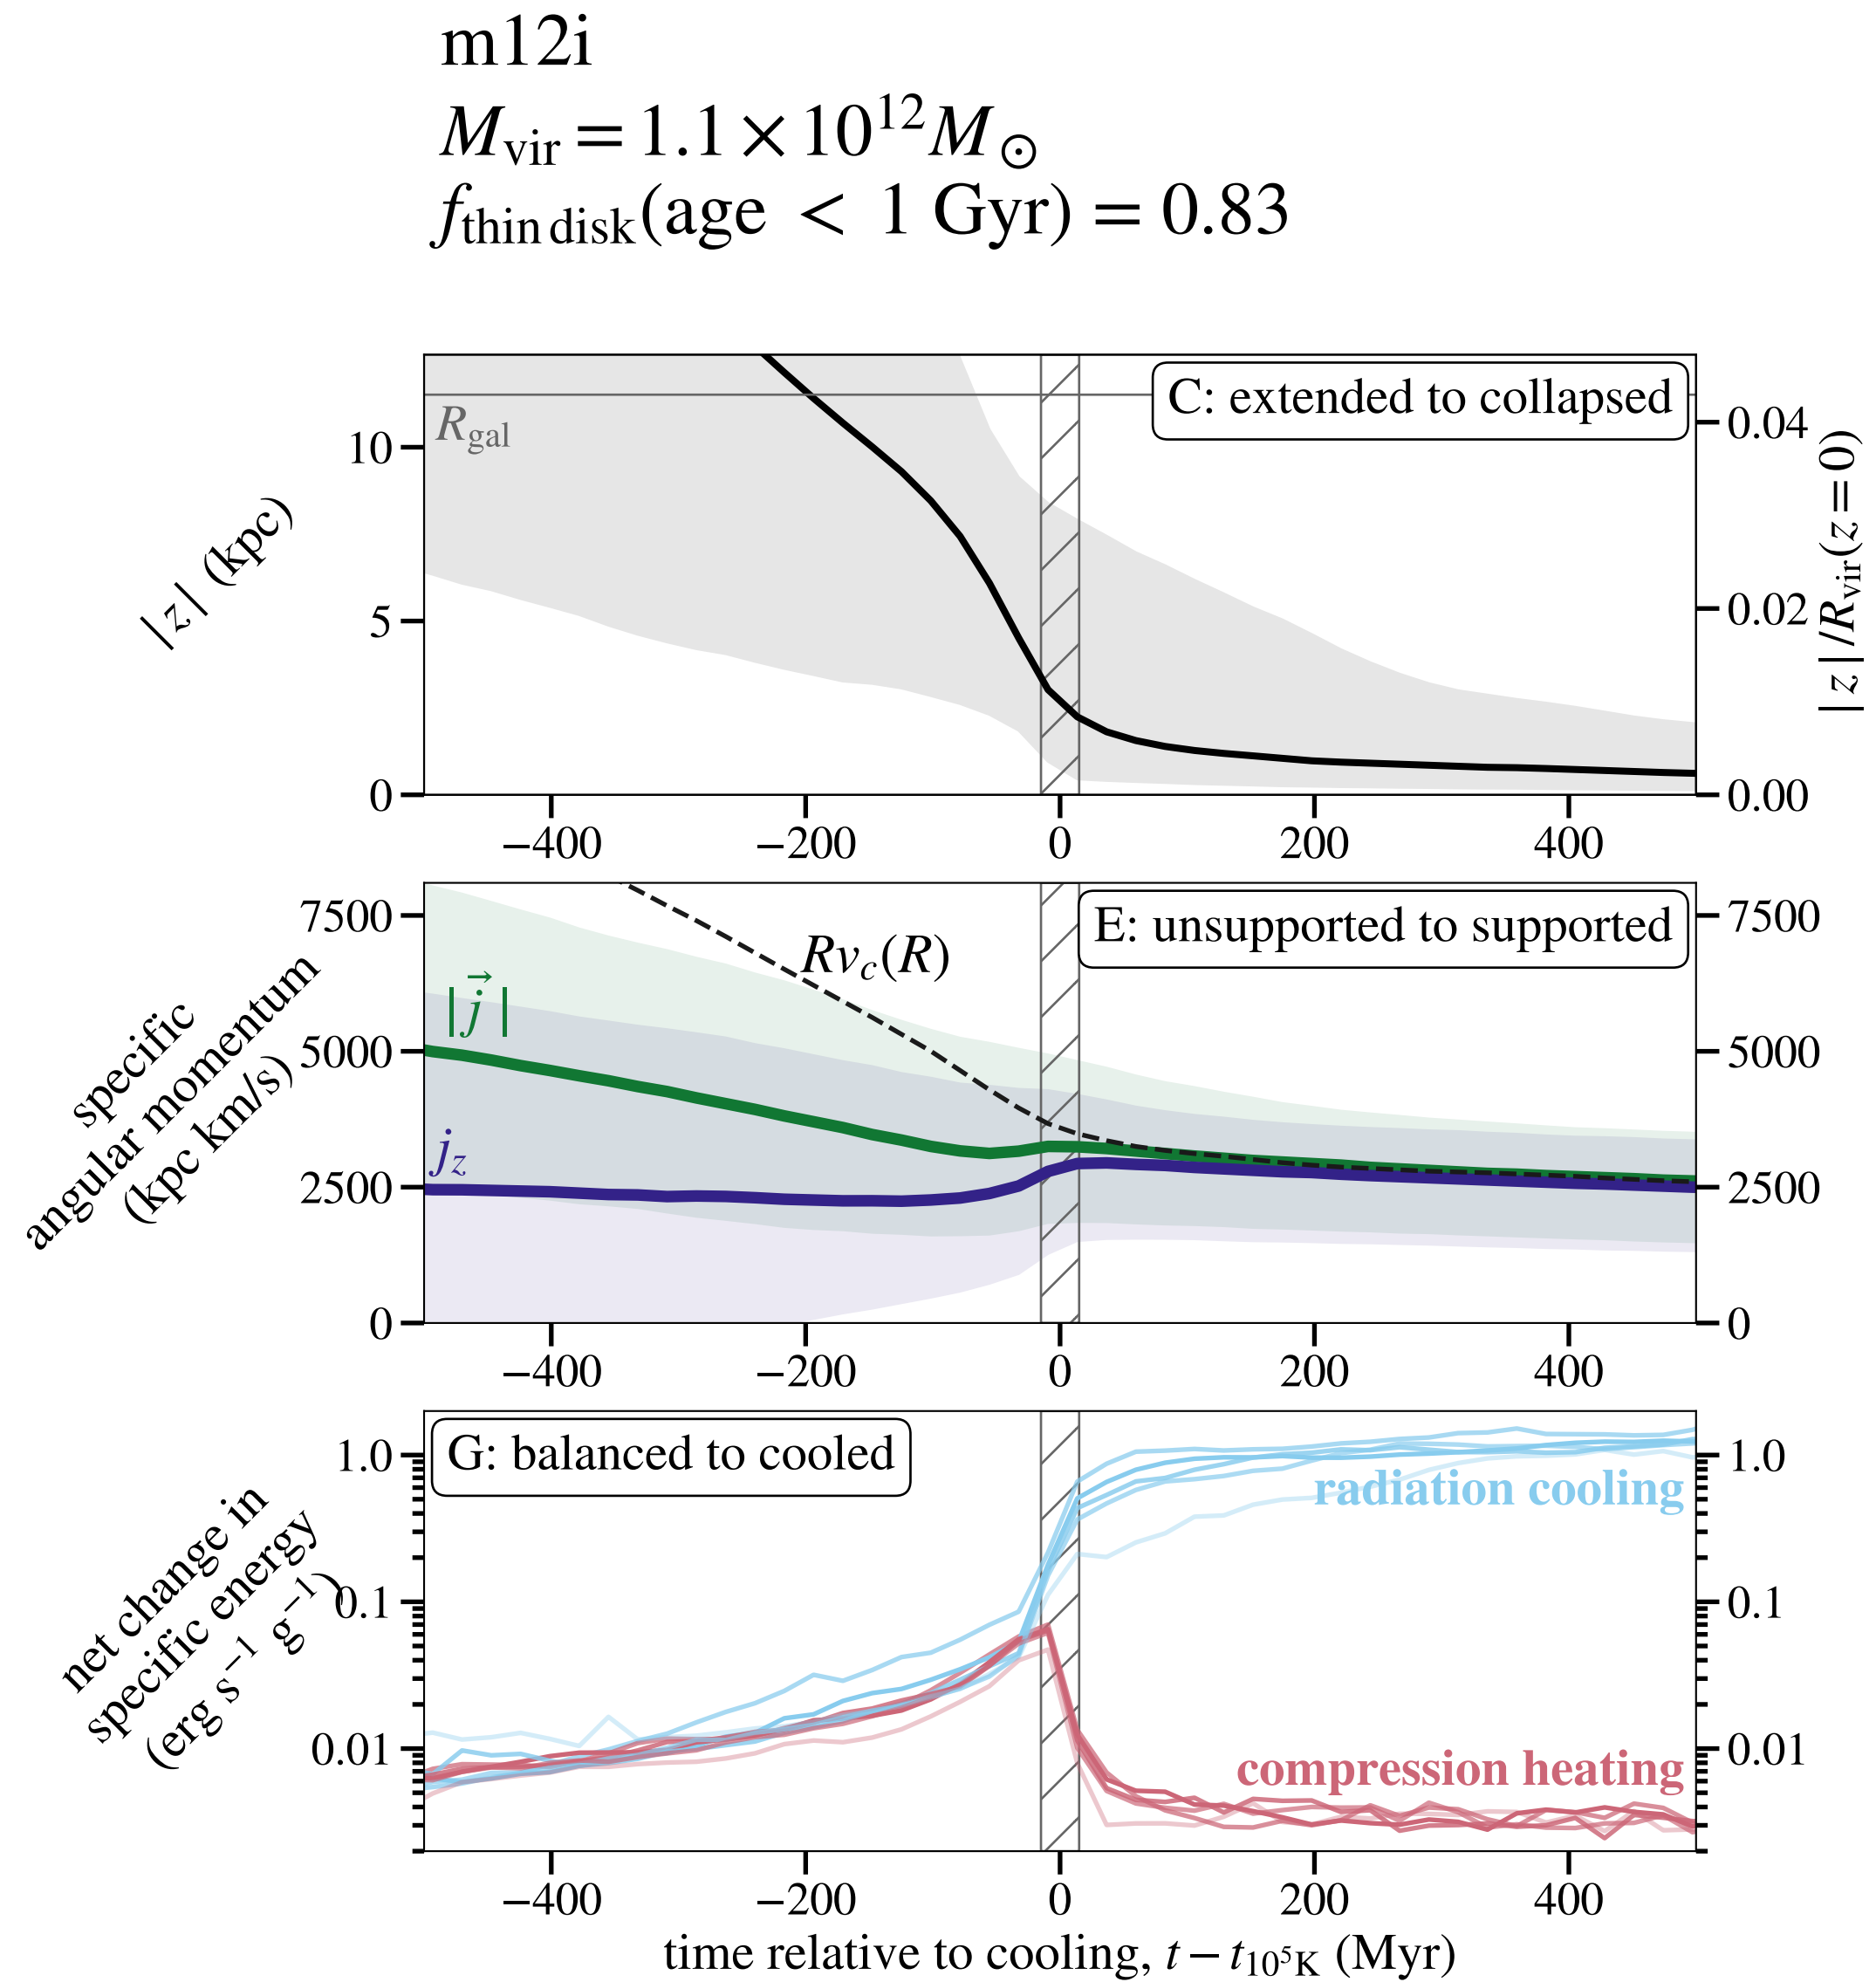 m12i
M_vir = 1.1 × 10^12 M_⊙
f_thin disk(age < 1 Gyr) = 0.83
C: extended to collapsed
R_gal
10
5
0
|z| (kpc)
0.04
0.02
0.00
|z|/R_vir(z=0)
−400 −200 0 200 400
E: unsupported to supported
Rv_c(R)
|j⃗|
j_z
7500
5000
2500
0
specific
angular momentum
(kpc km/s)
7500
5000
2500
0
−400 −200 0 200 400
G: balanced to cooled
radiation cooling
compression heating
1.0
0.1
0.01
net change in
specific energy
(erg s^−1 g^−1)
1.0
0.1
0.01
−400 −200 0 200 400
time relative to cooling, t − t_10^5K (Myr)